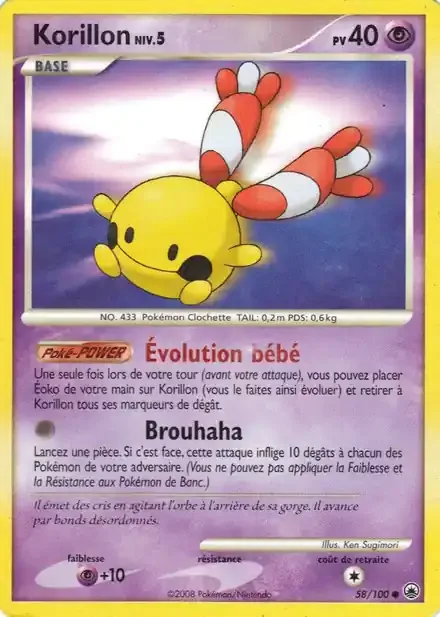 Korillon NIV.5
PV 40
BASE
NO. 433 Pokémon Clochette TAIL: 0,2m PDS: 0,6kg
Poké-POWER Évolution bébé
Une seule fois lors de votre tour (avant votre attaque), vous pouvez placer
Éoko de votre main sur Korillon (vous le faites ainsi évoluer) et retirer à
Korillon tous ses marqueurs de dégât.
Brouhaha
Lancez une pièce. Si c'est face, cette attaque inflige 10 dégâts à chacun des
Pokémon de votre adversaire. (Vous ne pouvez pas appliquer la Faiblesse et
la Résistance aux Pokémon de Banc.)
Il émet des cris en agitant l'orbe à l'arrière de sa gorge. Il avance
par bonds désordonnés.
Illus. Ken Sugimori
faiblesse
résistance
coût de retraite
+10
©2008 Pokémon/Nintendo
58/100